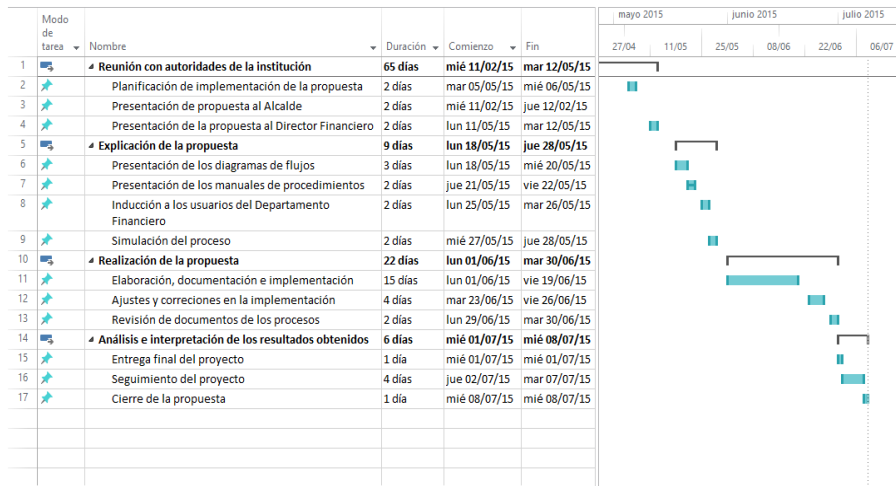 Modo de tarea Nombre Duración Comienzo Fin
mayo 2015 junio 2015 julio 2015
27/04 11/05 25/05 08/06 22/06 06/07
1 Reunión con autoridades de la institución 65 días mié 11/02/15 mar 12/05/15
2 Planificación de implementación de la propuesta 2 días mar 05/05/15 mié 06/05/15
3 Presentación de propuesta al Alcalde 2 días mié 11/02/15 jue 12/02/15
4 Presentación de la propuesta al Director Financiero 2 días lun 11/05/15 mar 12/05/15
5 Explicación de la propuesta 9 días lun 18/05/15 jue 28/05/15
6 Presentación de los diagramas de flujos 3 días lun 18/05/15 mié 20/05/15
7 Presentación de los manuales de procedimientos 2 días jue 21/05/15 vie 22/05/15
8 Inducción a los usuarios del Departamento 2 días lun 25/05/15 mar 26/05/15
Financiero
9 Simulación del proceso 2 días mié 27/05/15 jue 28/05/15
10 Realización de la propuesta 22 días lun 01/06/15 mar 30/06/15
11 Elaboración, documentación e implementación 15 días lun 01/06/15 vie 19/06/15
12 Ajustes y correciones en la implementación 4 días mar 23/06/15 vie 26/06/15
13 Revisión de documentos de los procesos 2 días lun 29/06/15 mar 30/06/15
14 Análisis e interpretación de los resultados obtenidos 6 días mié 01/07/15 mié 08/07/15
15 Entrega final del proyecto 1 día mié 01/07/15 mié 01/07/15
16 Seguimiento del proyecto 4 días jue 02/07/15 mar 07/07/15
17 Cierre de la propuesta 1 día mié 08/07/15 mié 08/07/15